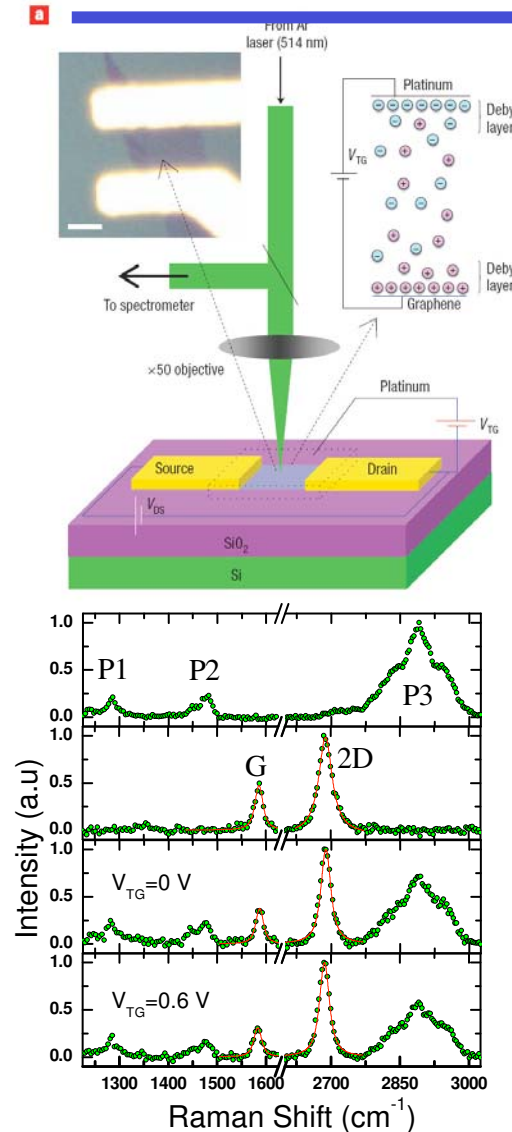 a
From Ar
laser (514 nm)
Platinum
Deby
layer
V_TG
Deby
layer
Graphene
To spectrometer
×50 objective
Platinum
V_TG
Source
Drain
V_DS
SiO₂
Si
1.0
0.5
0.0
P1
P2
P3
1.0
0.5
0.0
G
2D
1.0
0.5
0.0
V_TG=0 V
1.0
0.5
0.0
V_TG=0.6 V
Intensity (a.u)
1300 1400 1500 1600 2700 2850 3000
Raman Shift (cm⁻¹)